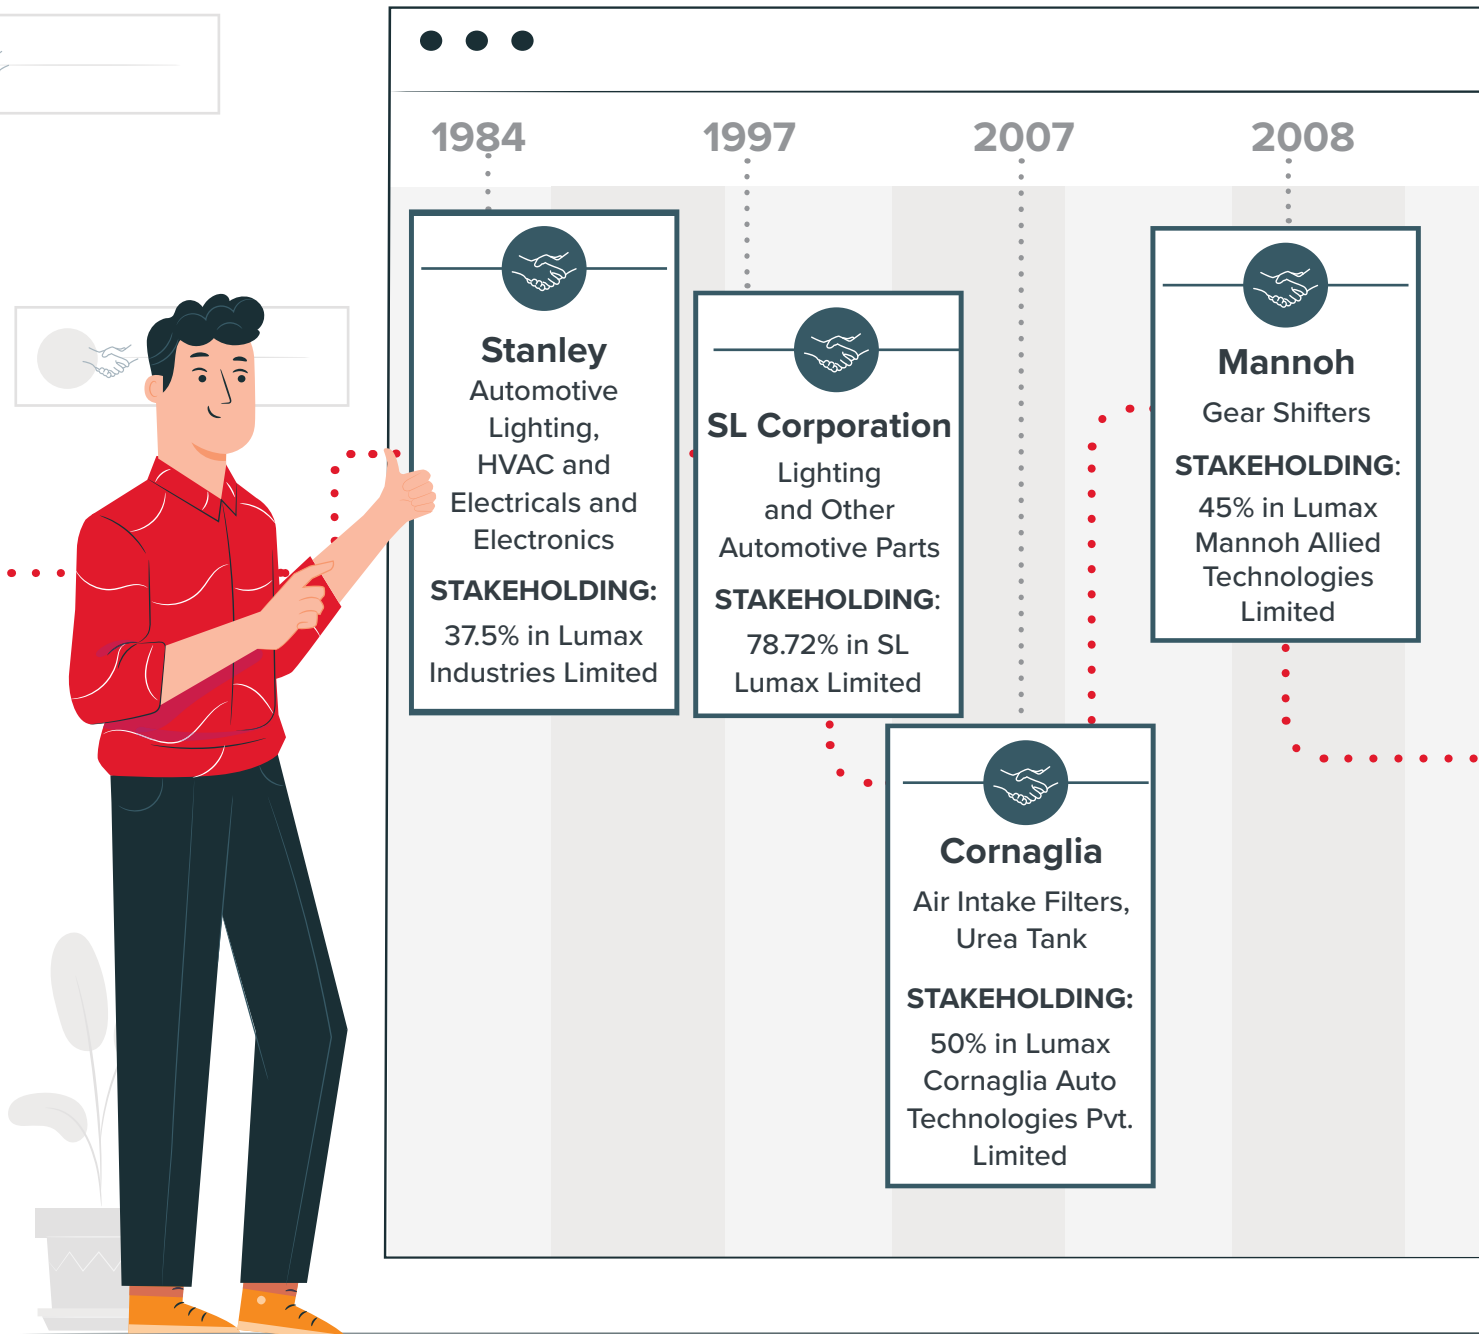 1984
1997
2007
2008
Stanley
Automotive
Lighting,
HVAC and
Electricals and
Electronics
STAKEHOLDING:
37.5% in Lumax
Industries Limited
SL Corporation
Lighting
and Other
Automotive Parts
STAKEHOLDING:
78.72% in SL
Lumax Limited
Cornaglia
Air Intake Filters,
Urea Tank
STAKEHOLDING:
50% in Lumax
Cornaglia Auto
Technologies Pvt.
Limited
Mannoh
Gear Shifters
STAKEHOLDING:
45% in Lumax
Mannoh Allied
Technologies
Limited